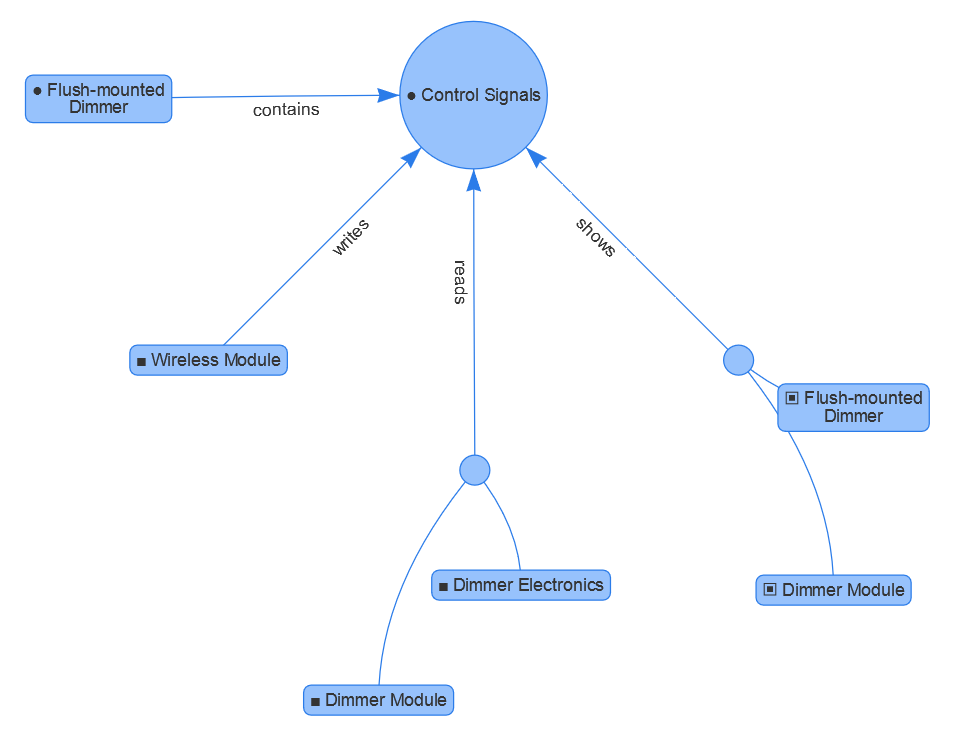 ● Flush-mounted
Dimmer
● Control Signals
contains
writes
shows
reads
■ Wireless Module
▣ Flush-mounted
Dimmer
■ Dimmer Electronics
▣ Dimmer Module
■ Dimmer Module